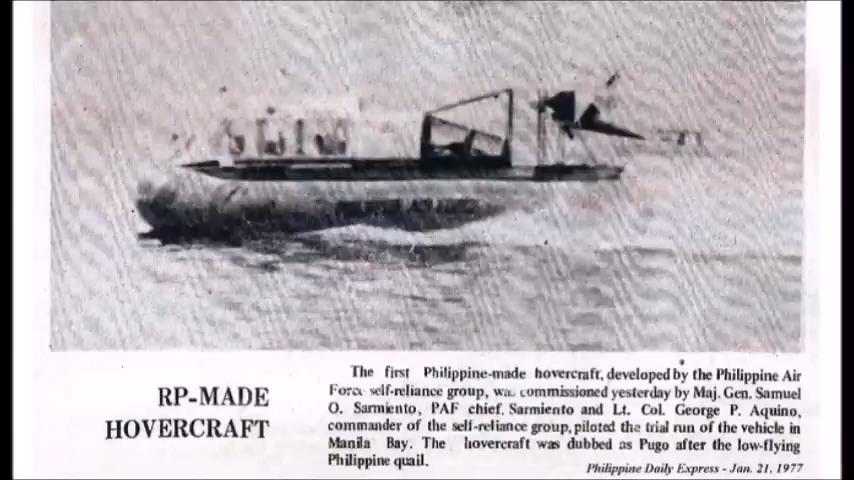 RP-MADE
HOVERCRAFT
The first Philippine-made hovercraft, developed by the Philippine Air
Force self-reliance group, was commissioned yesterday by Maj. Gen. Samuel
O. Sarmiento, PAF chief. Sarmiento and Lt. Col. George P. Aquino,
commander of the self-reliance group, piloted the trial run of the vehicle in
Manila Bay. The hovercraft was dubbed as Pugo after the low-flying
Philippine quail.
Philippine Daily Express - Jan. 21, 1977